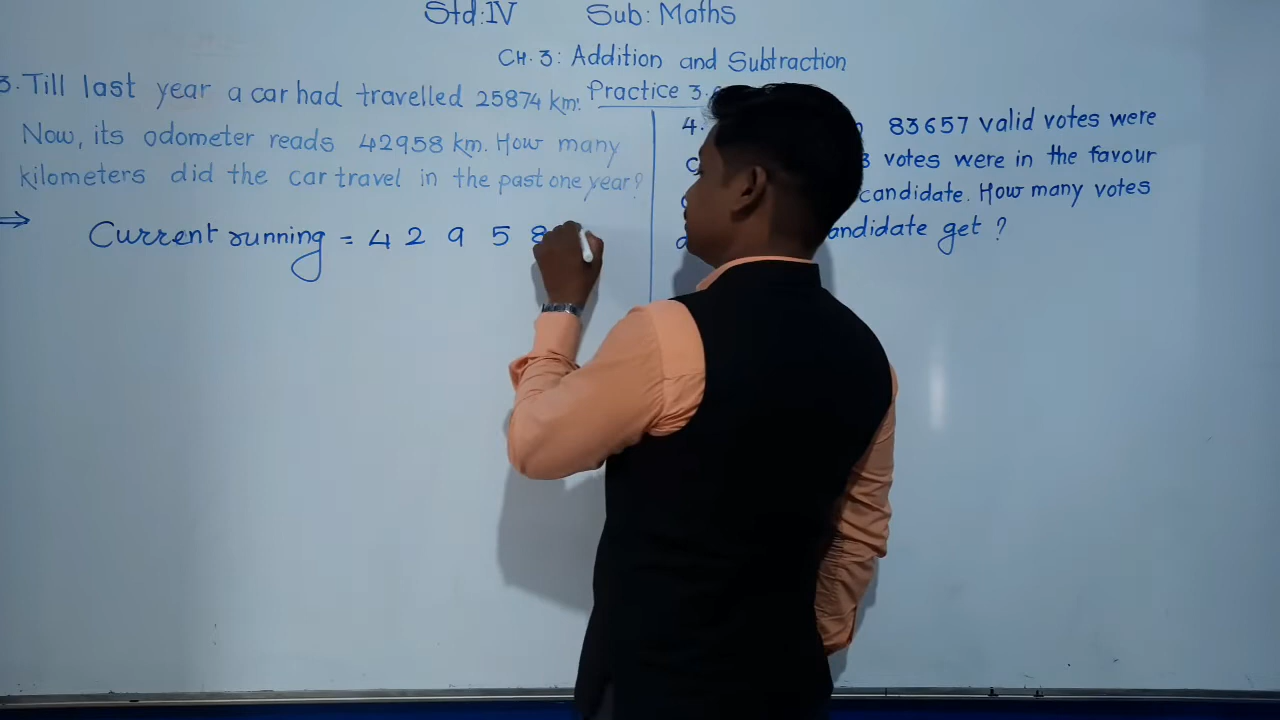 Std: IV Sub: Maths
CH. 3: Addition and Subtraction
Practice 3.
3. Till last year a car had travelled 25874 km.
Now, its odometer reads 42958 km. How many
kilometers did the car travel in the past one year?
⇒ Current running = 4 2 9 5 8
4. 83657 valid votes were
votes were in the favour
candidate. How many votes
candidate get ?